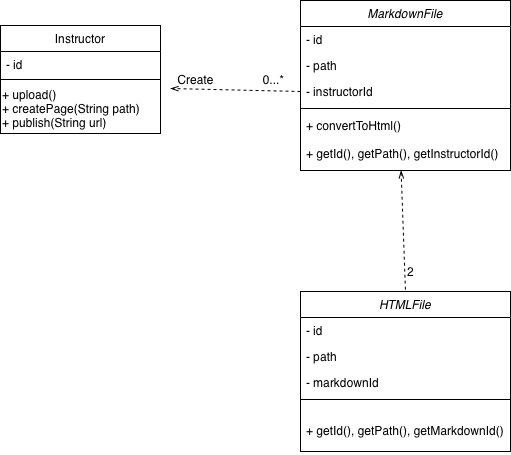 Instructor
- id
+ upload()
+ createPage(String path)
+ publish(String url)
Create
0...*
MarkdownFile
- id
- path
- instructorId
+ convertToHtml()
+ getId(), getPath(), getInstructorId()
2
HTMLFile
- id
- path
- markdownId
+ getId(), getPath(), getMarkdownId()